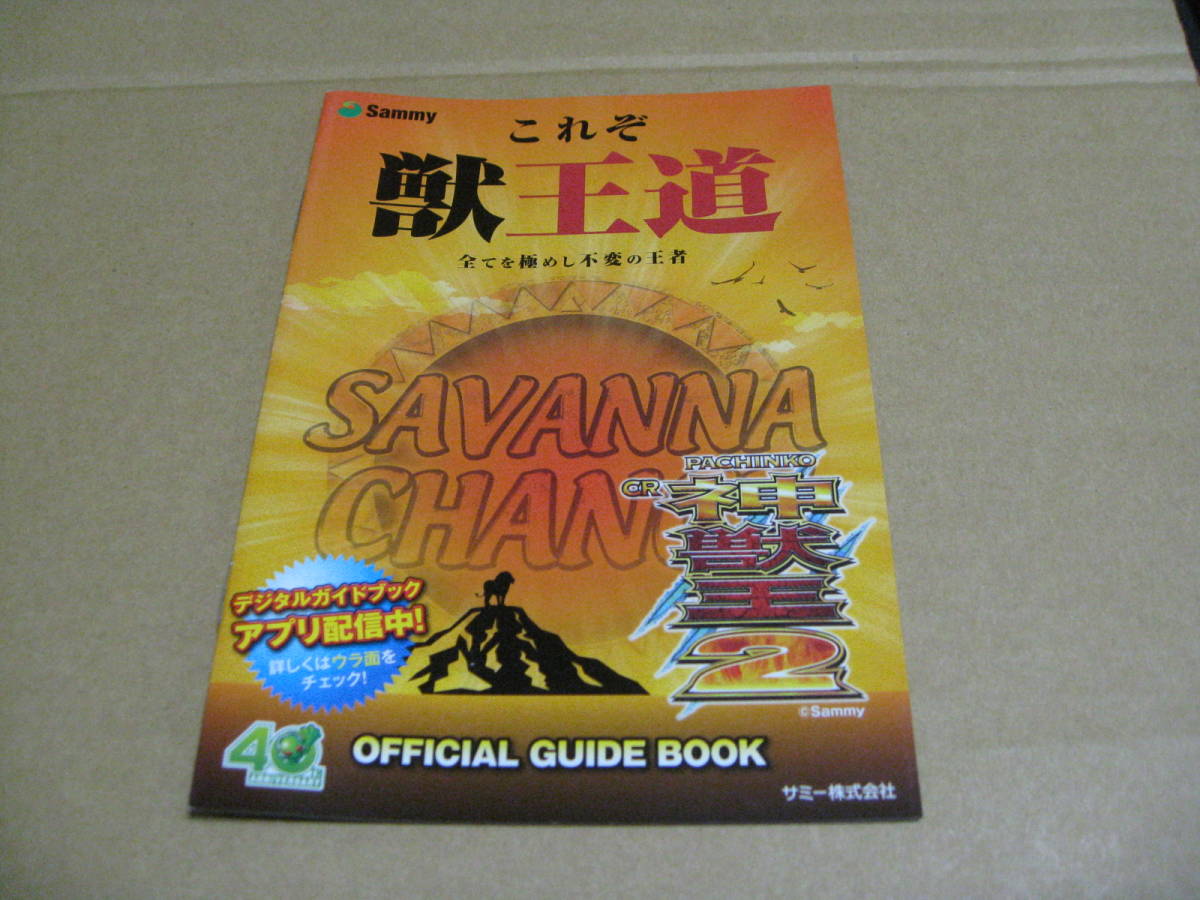 Sammy
これぞ
獣王道
全てを極めし不変の王者
SAVANNA
CHAN
PACHIINKO
CR
神
獣
王
2
©Sammy
デジタルガイドブック
アプリ配信中!
詳しくはウラ面を
チェック!
40
ANNIVERSARY
OFFICIAL GUIDE BOOK
サミー株式会社